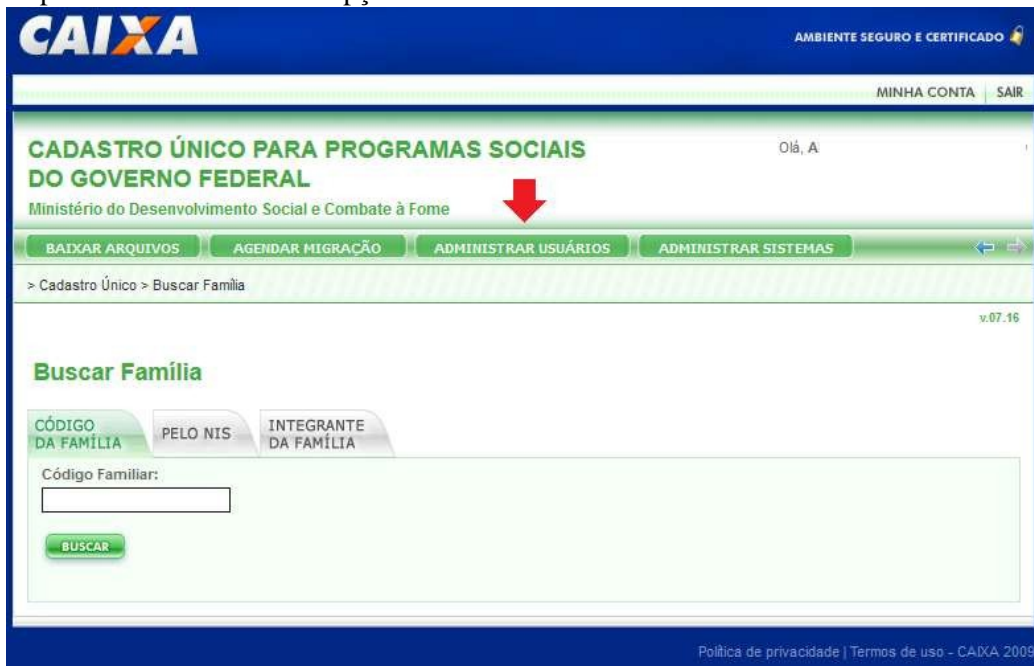 CAIXA
AMBIENTE SEGURO E CERTIFICADO
MINHA CONTA | SAIR
CADASTRO ÚNICO PARA PROGRAMAS SOCIAIS
DO GOVERNO FEDERAL
Olá, A
Ministério do Desenvolvimento Social e Combate à Fome
BAIXAR ARQUIVOS AGENDAR MIGRAÇÃO ADMINISTRAR USUÁRIOS ADMINISTRAR SISTEMAS
> Cadastro Único > Buscar Família
v.07.16
Buscar Família
CÓDIGO
DA FAMÍLIA
PELO NIS
INTEGRANTE
DA FAMÍLIA
Código Familiar:
BUSCAR
Política de privacidade | Termos de uso - CAIXA 2009